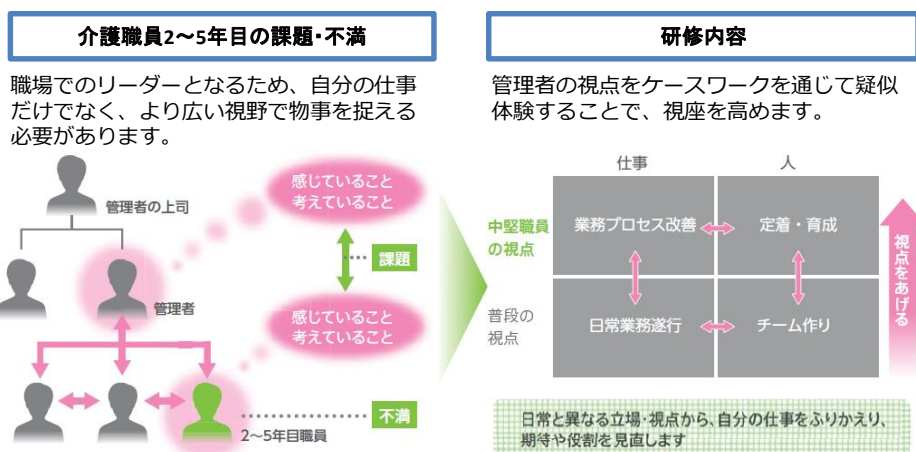 介護職員2～5年目の課題・不満
職場でのリーダーとなるため、自分の仕事
だけでなく、より広い視野で物事を捉える
必要があります。
管理者の上司
感じていること
考えていること
課題
管理者
感じていること
考えていること
不満
2～5年目職員
研修内容
管理者の視点をケースワークを通じて疑似
体験することで、視座を高めます。
仕事
人
中堅職員
の視点
業務プロセス改善
定着・育成
普段の
視点
日常業務遂行
チーム作り
視点をあげる
日常と異なる立場・視点から、自分の仕事をふりかえり、
期待や役割を見直します